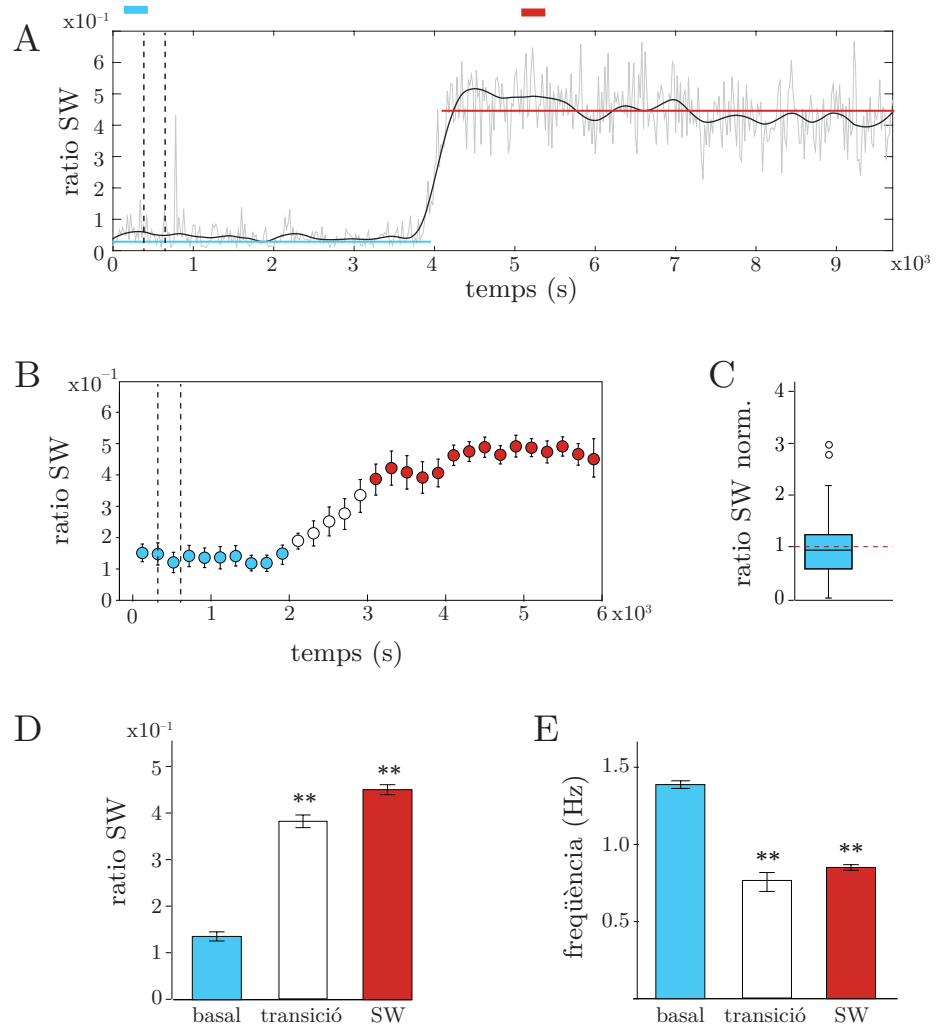 A
x10⁻¹
ratio SW
6
5
4
3
2
1
0
0 1 2 3 4 5 6 7 8 9
x10³
temps (s)
B
x10⁻¹
ratio SW
6
5
4
3
2
1
0
0 1 2 3 4 5 6
x10³
temps (s)
C
ratio SW norm.
4
3
2
1
0
D
x10⁻¹
ratio SW
5
4
3
2
1
0
** **
basal transició SW
E
freqüència (Hz)
1.5
1.0
0.5
** **
basal transició SW